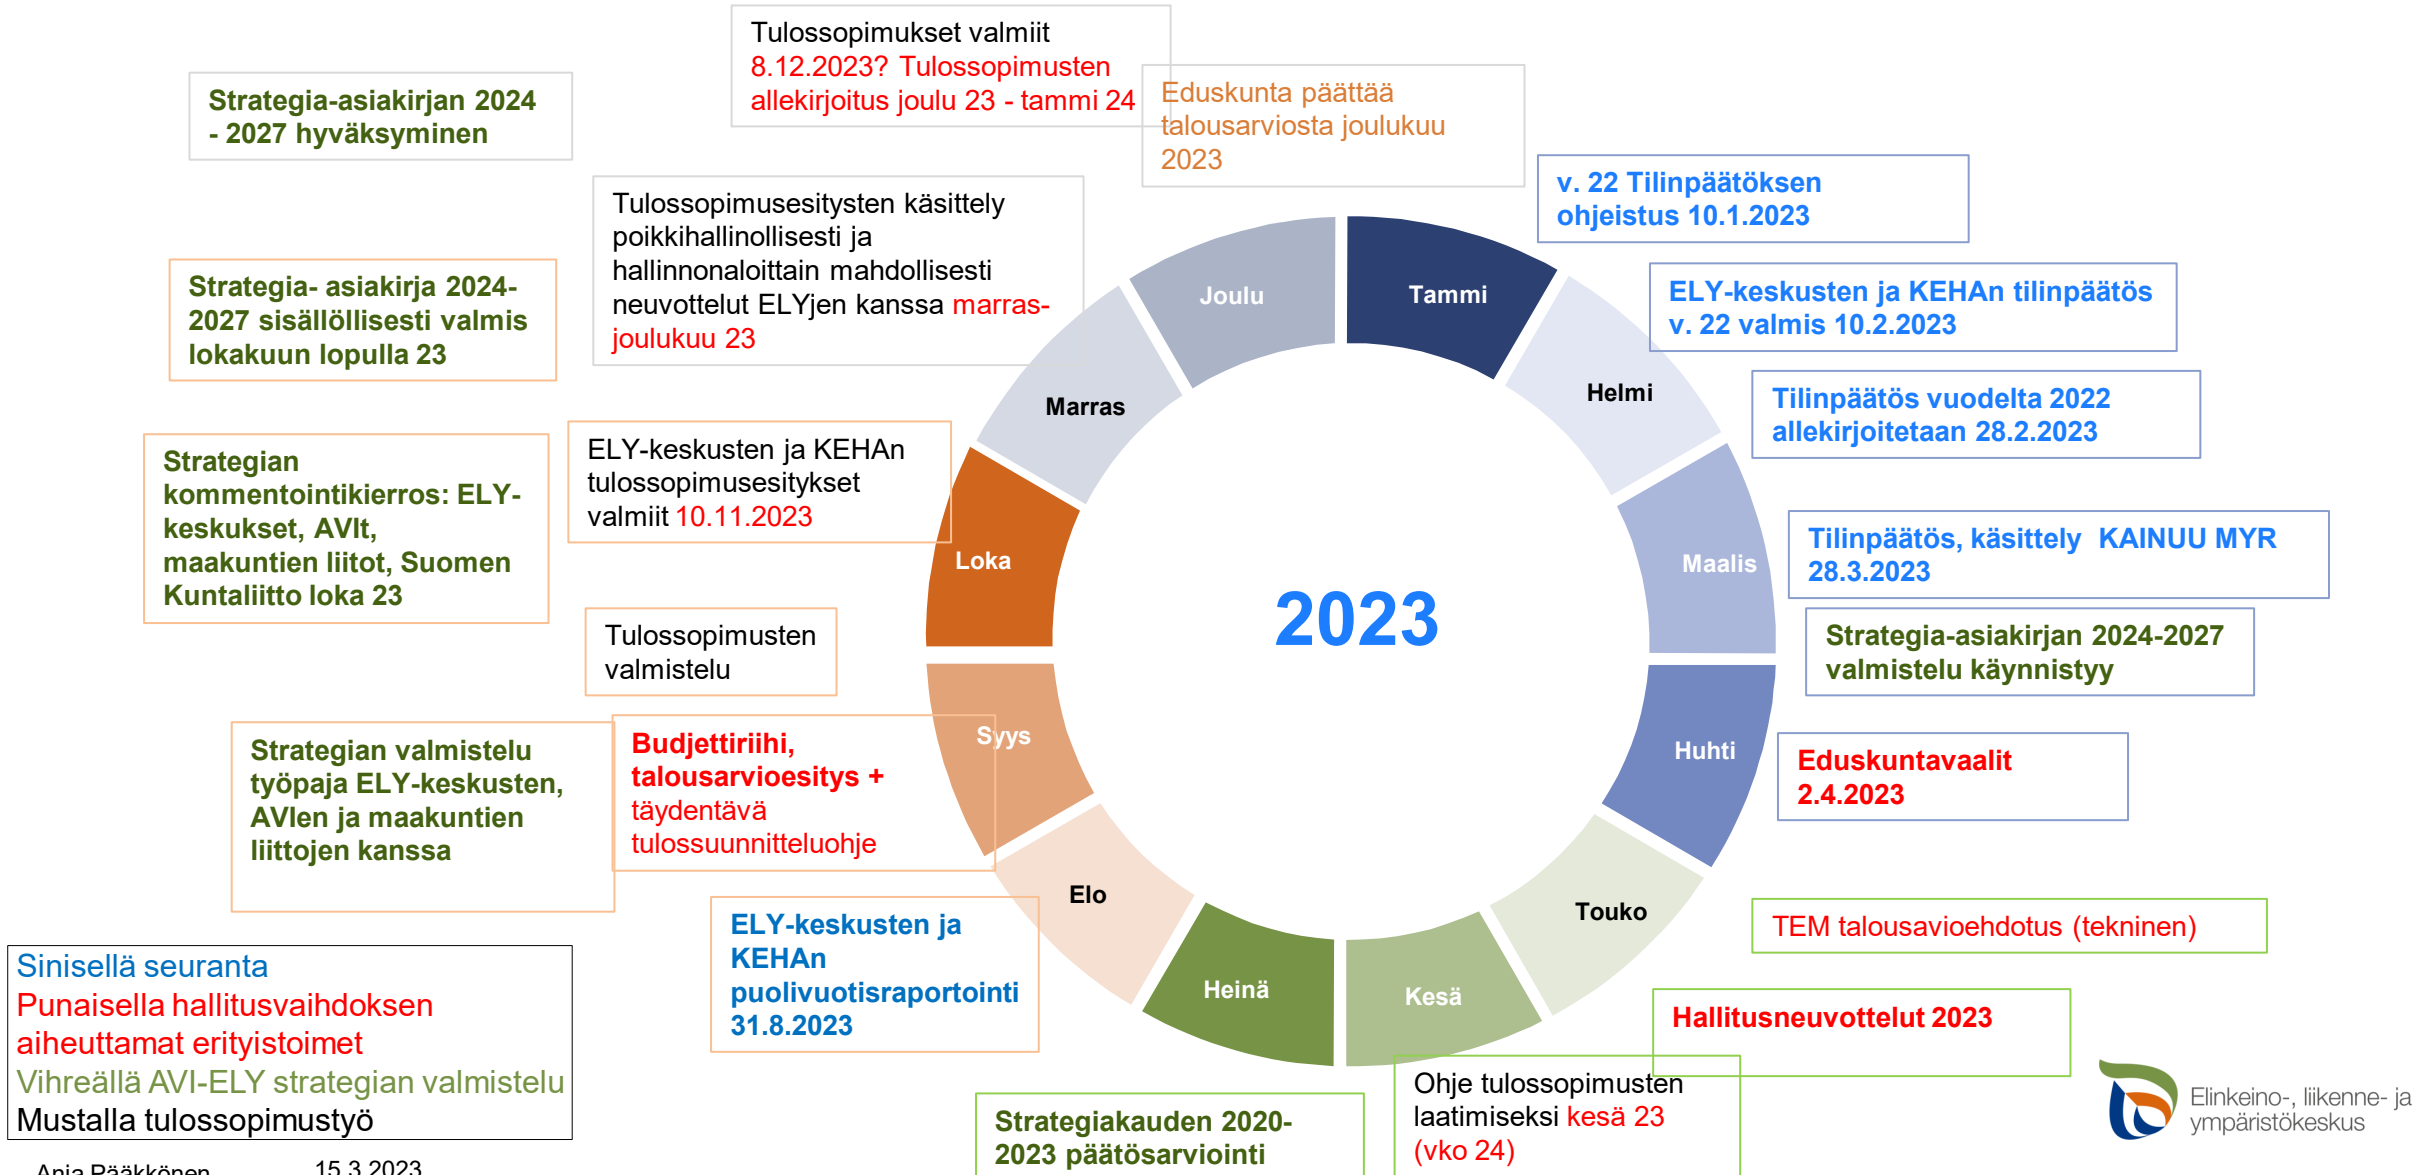 Tulossopimukset valmiit
8.12.2023? Tulossopimusten
allekirjoitus joulu 23 - tammi 24
Eduskunta päättää
talousarviosta joulukuu
2023
Strategia-asiakirjan 2024
- 2027 hyväksyminen
v. 22 Tilinpäätöksen
ohjeistus 10.1.2023
Tulossopimusesitysten käsittely
poikkihallinollisesti ja
hallinnonaloittain mahdollisesti
neuvottelut ELYjen kanssa marras-
joulukuu 23
Strategia- asiakirja 2024-
2027 sisällöllisesti valmis
lokakuun lopulla 23
Joulu
Tammi
ELY-keskusten ja KEHAn tilinpäätös
v. 22 valmis 10.2.2023
Marras
Helmi
Tilinpäätös vuodelta 2022
allekirjoitetaan 28.2.2023
Strategian
kommentointikierros: ELY-
keskukset, AVIt,
maakuntien liitot, Suomen
Kuntaliitto loka 23
ELY-keskusten ja KEHAn
tulossopimusesitykset
valmiit 10.11.2023
Loka
2023
Maalis
Tilinpäätös, käsittely  KAINUU MYR
28.3.2023
Tulossopimusten
valmistelu
Strategia-asiakirjan 2024-2027
valmistelu käynnistyy
Strategian valmistelu
työpaja ELY-keskusten,
AVIen ja maakuntien
liittojen kanssa
Budjettiriihi,
talousarvioesitys +
täydentävä
tulossuunnitteluohje
Syys
Huhti
Eduskuntavaalit
2.4.2023
Elo
Touko
ELY-keskusten ja
KEHAn
puolivuotisraportointi
31.8.2023
TEM talousavioehdotus (tekninen)
Heinä
Kesä
Hallitusneuvottelut 2023
Sinisellä seuranta
Punaisella hallitusvaihdoksen
aiheuttamat erityistoimet
Vihreällä AVI-ELY strategian valmistelu
Mustalla tulossopimustyö
Strategiakauden 2020-
2023 päätösarviointi
Ohje tulossopimusten
laatimiseksi kesä 23
(vko 24)
Elinkeino-, liikenne- ja
ympäristökeskus
Anja Pääkkönen
15.3.2023